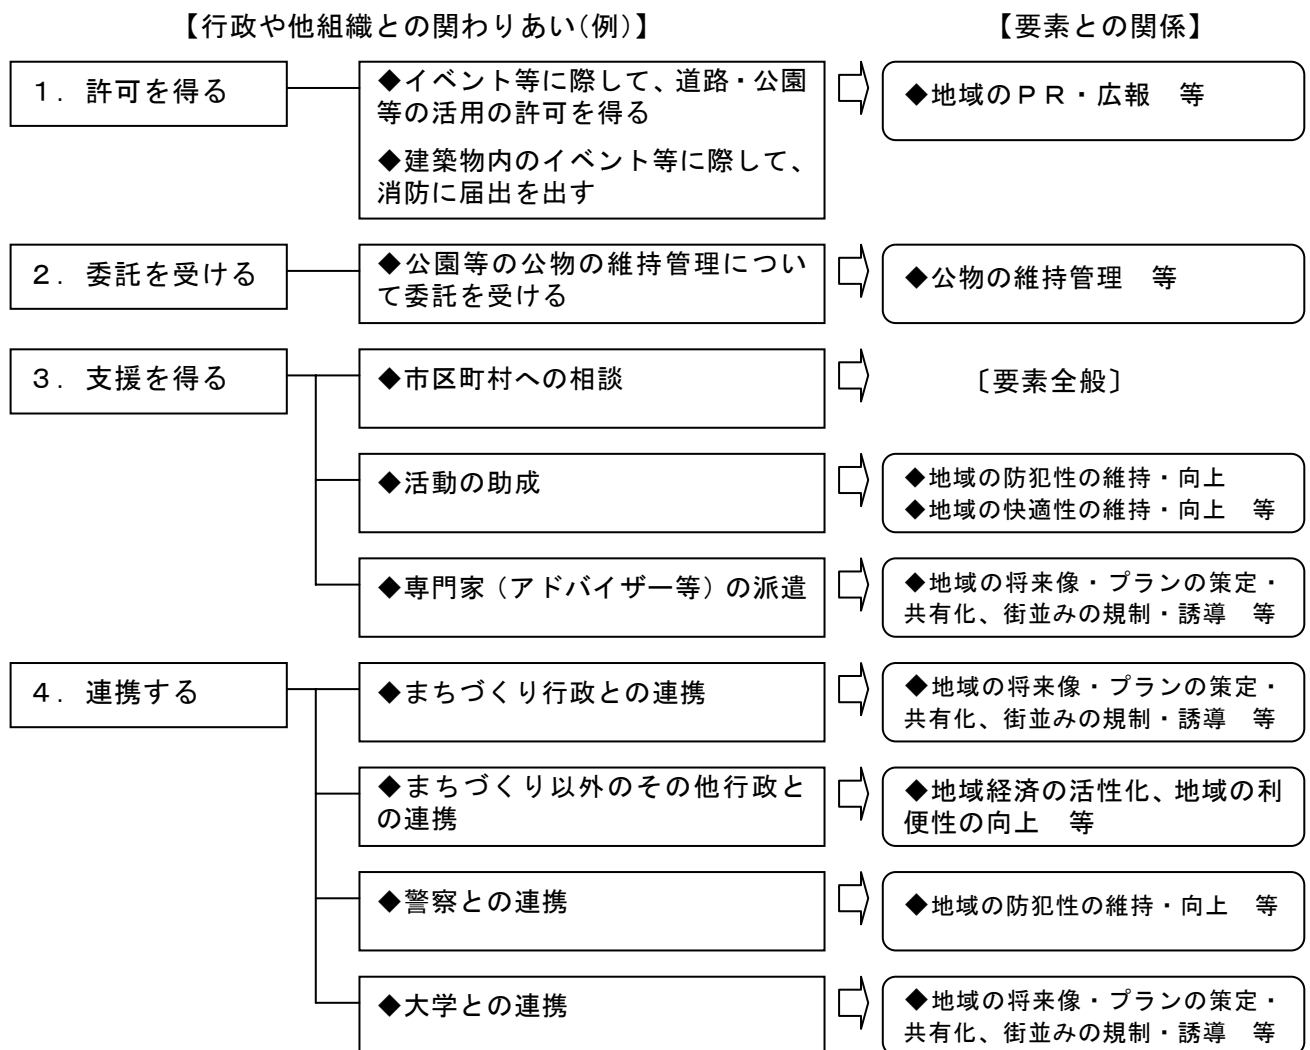 【行政や他組織との関わりあい（例）】
【要素との関係】
１．許可を得る
◆イベント等に際して、道路・公園
等の活用の許可を得る
◆建築物内のイベント等に際して、
消防に届出を出す
◆地域のＰＲ・広報　等
２．委託を受ける
◆公園等の公物の維持管理につい
て委託を受ける
◆公物の維持管理　等
３．支援を得る
◆市区町村への相談
〔要素全般〕
◆活動の助成
◆地域の防犯性の維持・向上
◆地域の快適性の維持・向上　等
◆専門家（アドバイザー等）の派遣
◆地域の将来像・プランの策定・
共有化、街並みの規制・誘導　等
４．連携する
◆まちづくり行政との連携
◆地域の将来像・プランの策定・
共有化、街並みの規制・誘導　等
◆まちづくり以外のその他行政と
の連携
◆地域経済の活性化、地域の利
便性の向上　等
◆警察との連携
◆地域の防犯性の維持・向上　等
◆大学との連携
◆地域の将来像・プランの策定・
共有化、街並みの規制・誘導　等